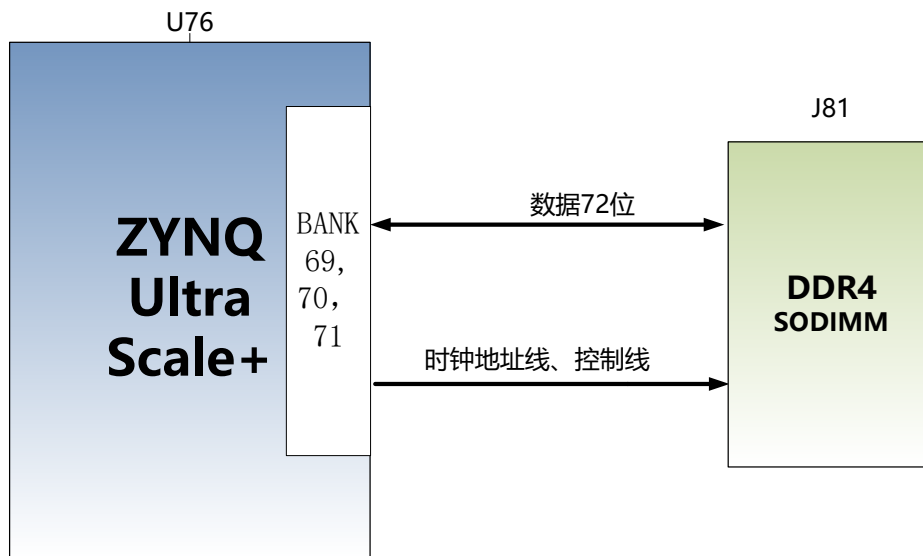 U76
J81
ZYNQ
Ultra
Scale+
BANK
69,
70，
71
数据72位
时钟地址线、控制线
DDR4
SODIMM